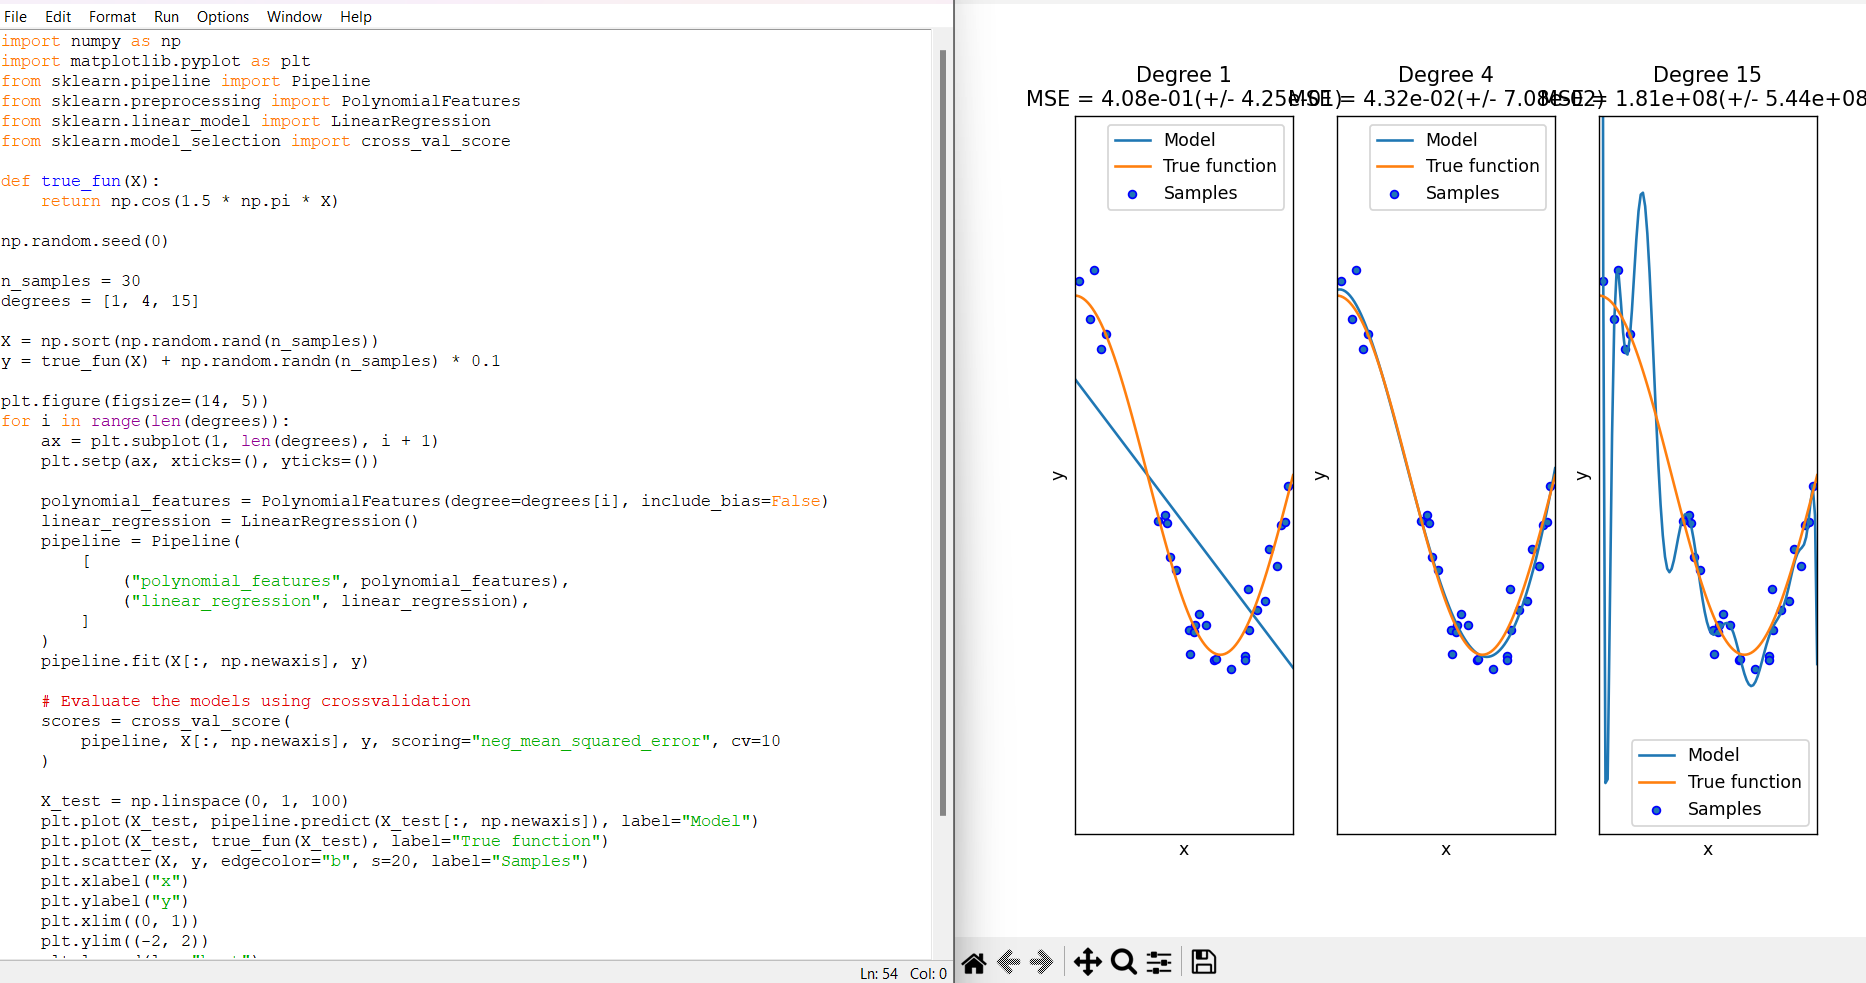 File Edit Format Run Options Window Help
import numpy as np
import matplotlib.pyplot as plt
from sklearn.pipeline import Pipeline
from sklearn.preprocessing import PolynomialFeatures
from sklearn.linear_model import LinearRegression
from sklearn.model_selection import cross_val_score
def true_fun(X):
    return np.cos(1.5 * np.pi * X)
np.random.seed(0)
n_samples = 30
degrees = [1, 4, 15]
X = np.sort(np.random.rand(n_samples))
y = true_fun(X) + np.random.randn(n_samples) * 0.1
plt.figure(figsize=(14, 5))
for i in range(len(degrees)):
    ax = plt.subplot(1, len(degrees), i + 1)
    plt.setp(ax, xticks=(), yticks=())
    polynomial_features = PolynomialFeatures(degree=degrees[i], include_bias=False)
    linear_regression = LinearRegression()
    pipeline = Pipeline(
        [
            ("polynomial_features", polynomial_features),
            ("linear_regression", linear_regression),
        ]
    )
    pipeline.fit(X[:, np.newaxis], y)
    # Evaluate the models using crossvalidation
    scores = cross_val_score(
        pipeline, X[:, np.newaxis], y, scoring="neg_mean_squared_error", cv=10
    )
    X_test = np.linspace(0, 1, 100)
    plt.plot(X_test, pipeline.predict(X_test[:, np.newaxis]), label="Model")
    plt.plot(X_test, true_fun(X_test), label="True function")
    plt.scatter(X, y, edgecolor="b", s=20, label="Samples")
    plt.xlabel("x")
    plt.ylabel("y")
    plt.xlim((0, 1))
    plt.ylim((-2, 2))
Ln: 54 Col: 0
Degree 1
MSE = 4.08e-01(+/- 4.25e-01)
Model
True function
Samples
y
x
Degree 4
MSE = 4.32e-02(+/- 7.08e-02)
Model
True function
Samples
y
x
Degree 15
MSE = 1.81e+08(+/- 5.44e+08
y
Model
True function
Samples
x